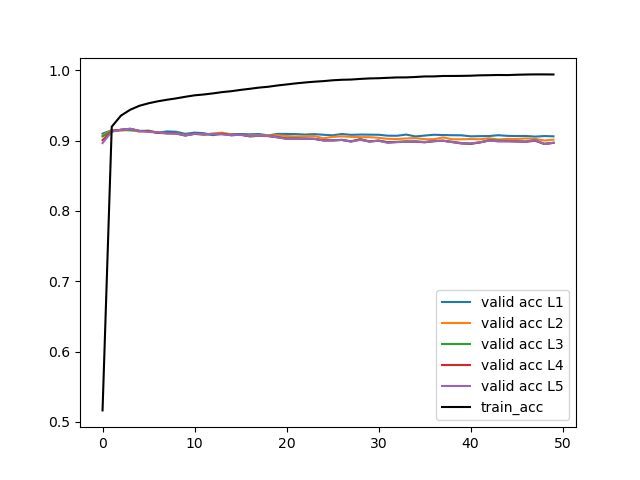 1.0
0.9
0.8
0.7
0.6
0.5
0 10 20 30 40 50
valid acc L1
valid acc L2
valid acc L3
valid acc L4
valid acc L5
train_acc